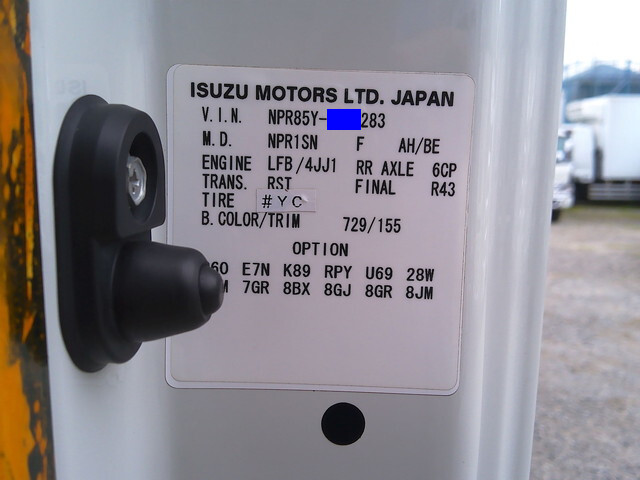 ISUZU MOTORS LTD. JAPAN
V.I.N. NPR85Y- 283
M.D. NPR1SN F AH/BE
ENGINE LFB/4JJ1 RR AXLE 6CP
TRANS. RST FINAL R43
TIRE #YC
B.COLOR/TRIM 729/155
OPTION
E7N K89 RPY U69 28W
7GR 8BX 8GJ 8GR 8JM